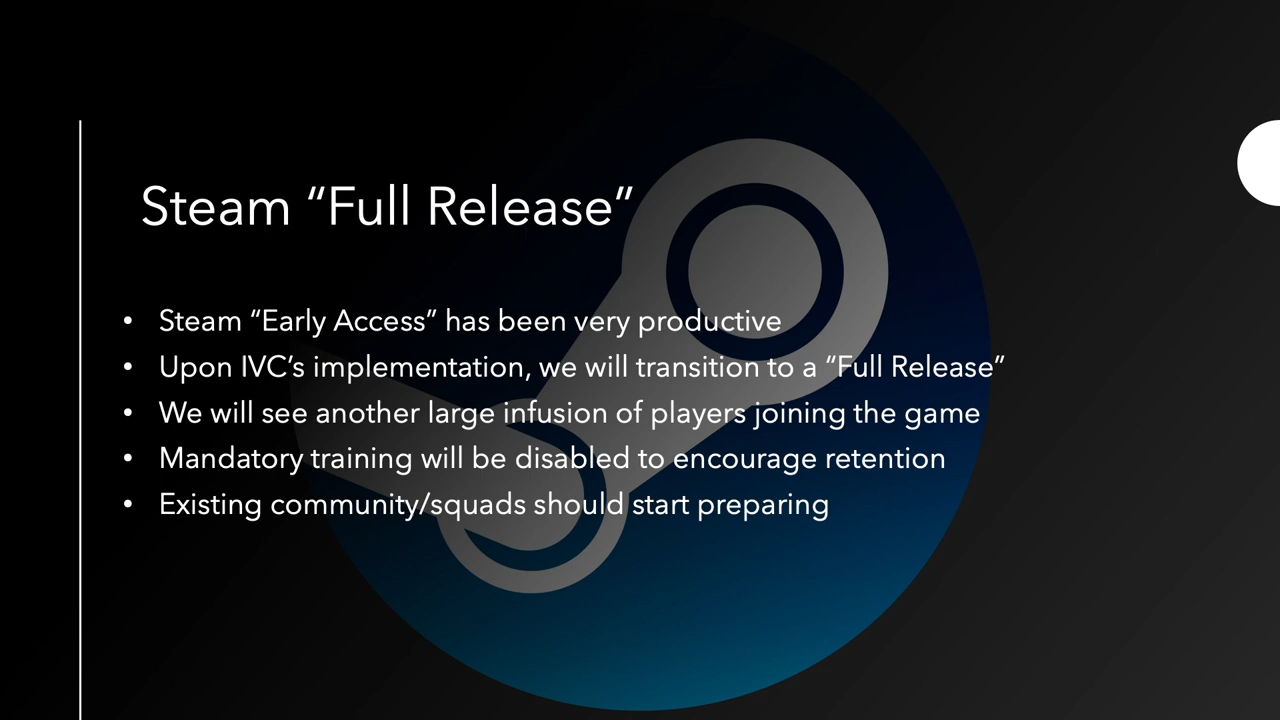 Steam “Full Release”
• Steam “Early Access” has been very productive
• Upon IVC’s implementation, we will transition to a “Full Release”
• We will see another large infusion of players joining the game
• Mandatory training will be disabled to encourage retention
• Existing community/squads should start preparing